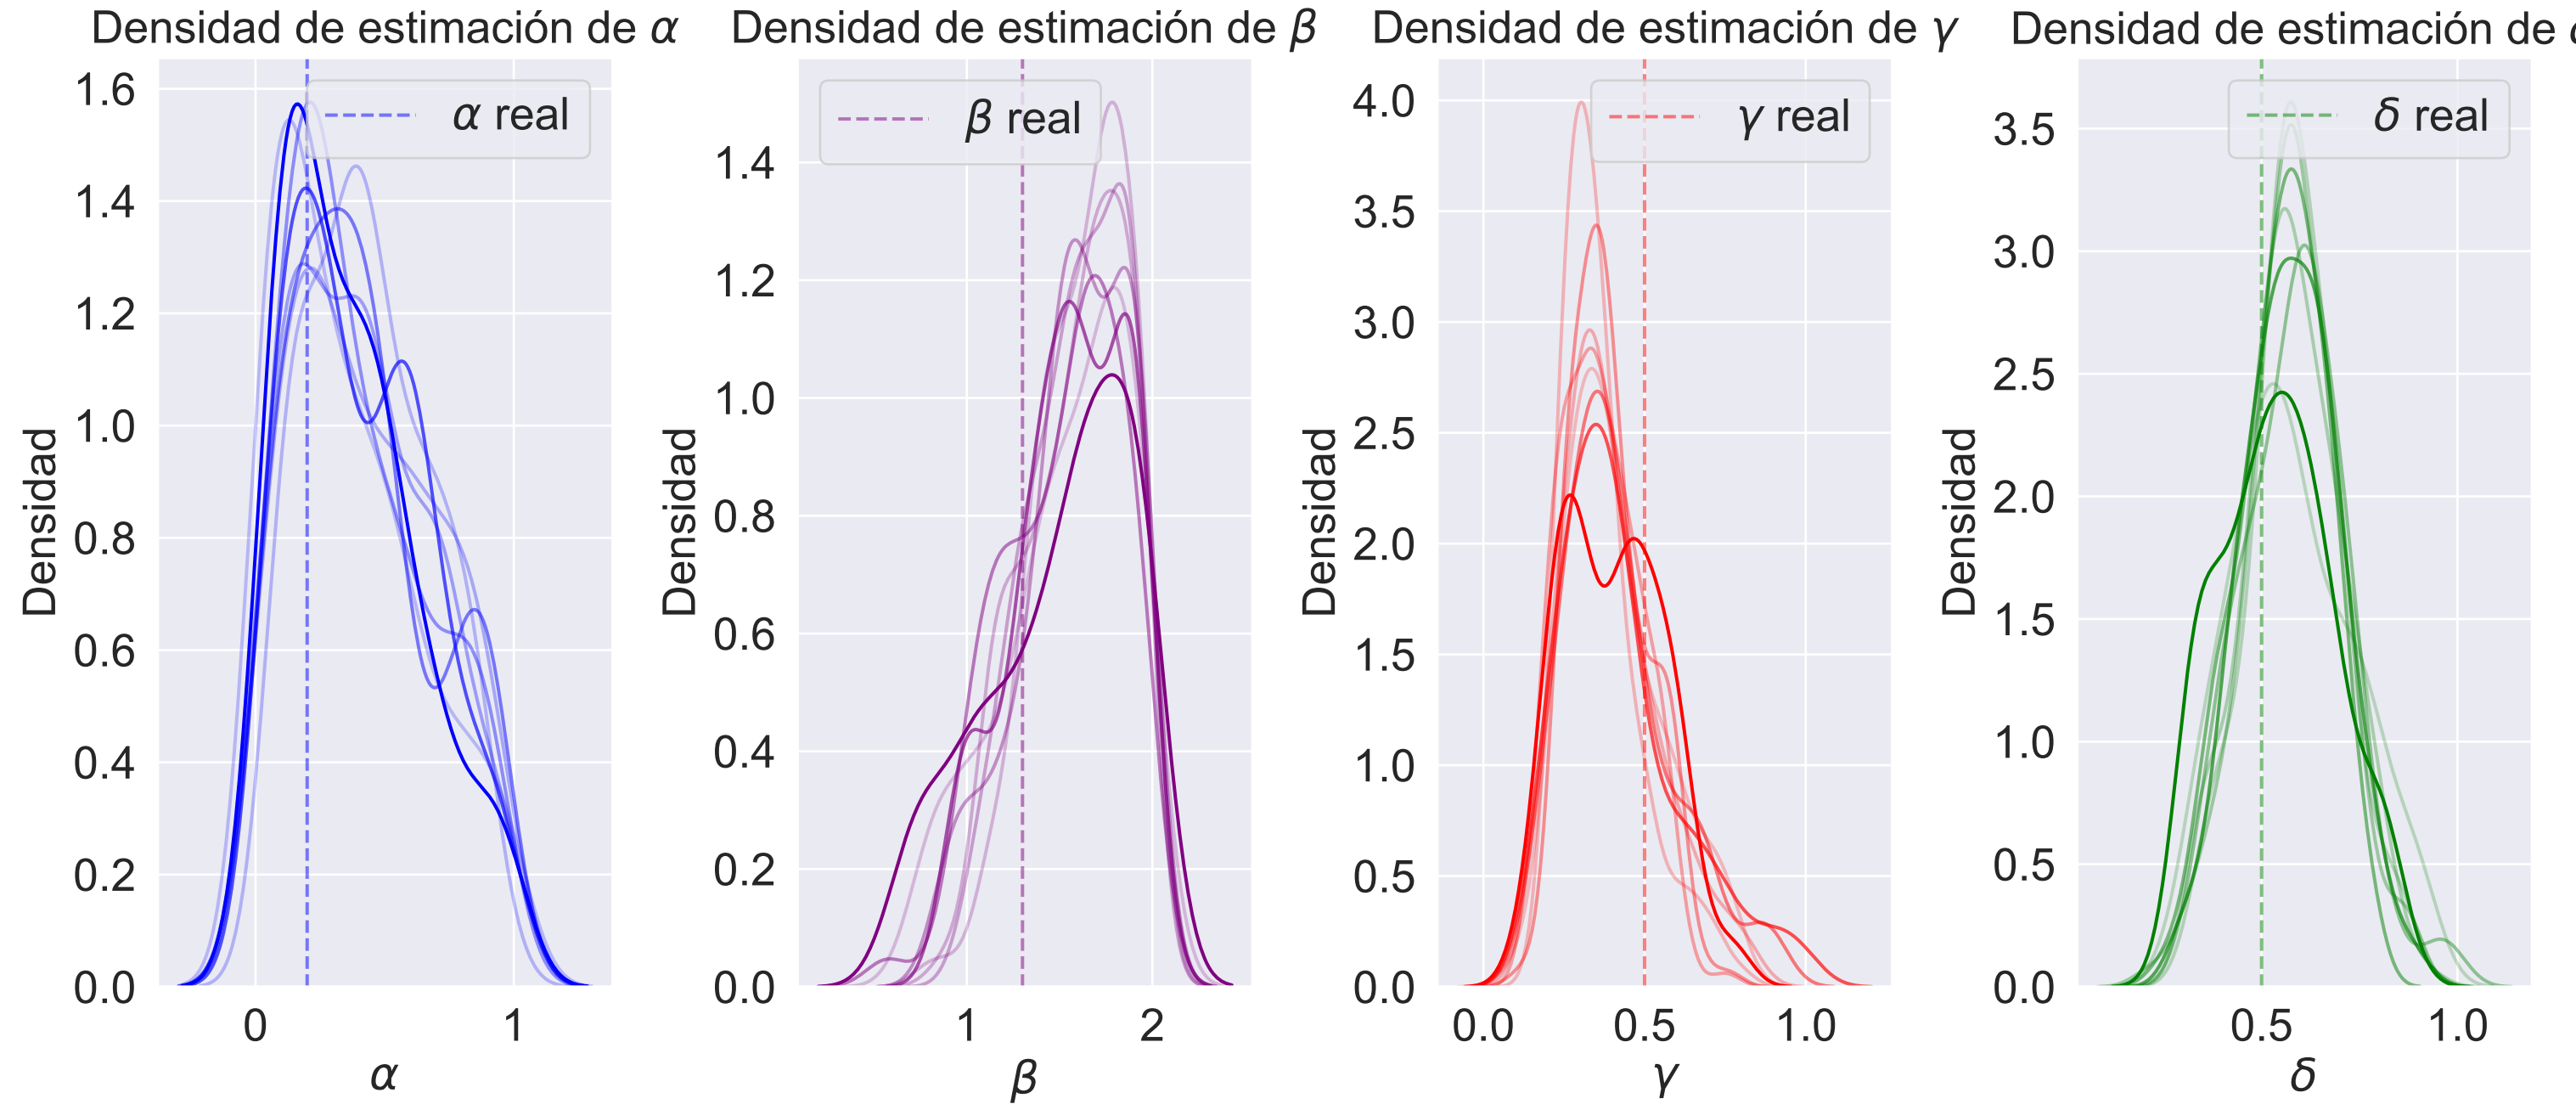 Densidad de estimación de α
Densidad
1.6
1.4
1.2
1.0
0.8
0.6
0.4
0.2
0.0
0
1
α
α real
Densidad de estimación de β
Densidad
1.4
1.2
1.0
0.8
0.6
0.4
0.2
0.0
1
2
β
β real
Densidad de estimación de γ
Densidad
4.0
3.5
3.0
2.5
2.0
1.5
1.0
0.5
0.0
0.0
0.5
1.0
γ
γ real
Densidad de estimación de
Densidad
3.5
3.0
2.5
2.0
1.5
1.0
0.5
0.0
0.5
1.0
δ
δ real